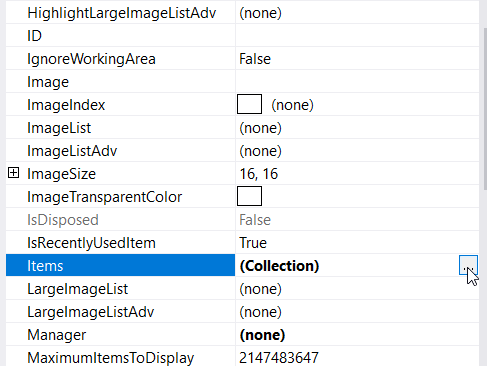 HighlightLargeImageListAdv (none)
ID
IgnoreWorkingArea False
Image
ImageIndex (none)
ImageList (none)
ImageListAdv (none)
ImageSize 16, 16
ImageTransparentColor
IsDisposed False
IsRecentlyUsedItem True
Items (Collection) ...
LargeImageList (none)
LargeImageListAdv (none)
Manager (none)
MaximumItemsToDisplay 2147483647